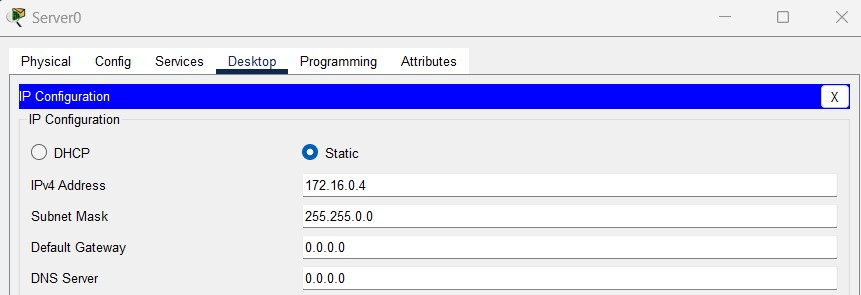 Server0
Physical Config Services Desktop Programming Attributes
IP Configuration X
IP Configuration
DHCP Static
IPv4 Address 172.16.0.4
Subnet Mask 255.255.0.0
Default Gateway 0.0.0.0
DNS Server 0.0.0.0